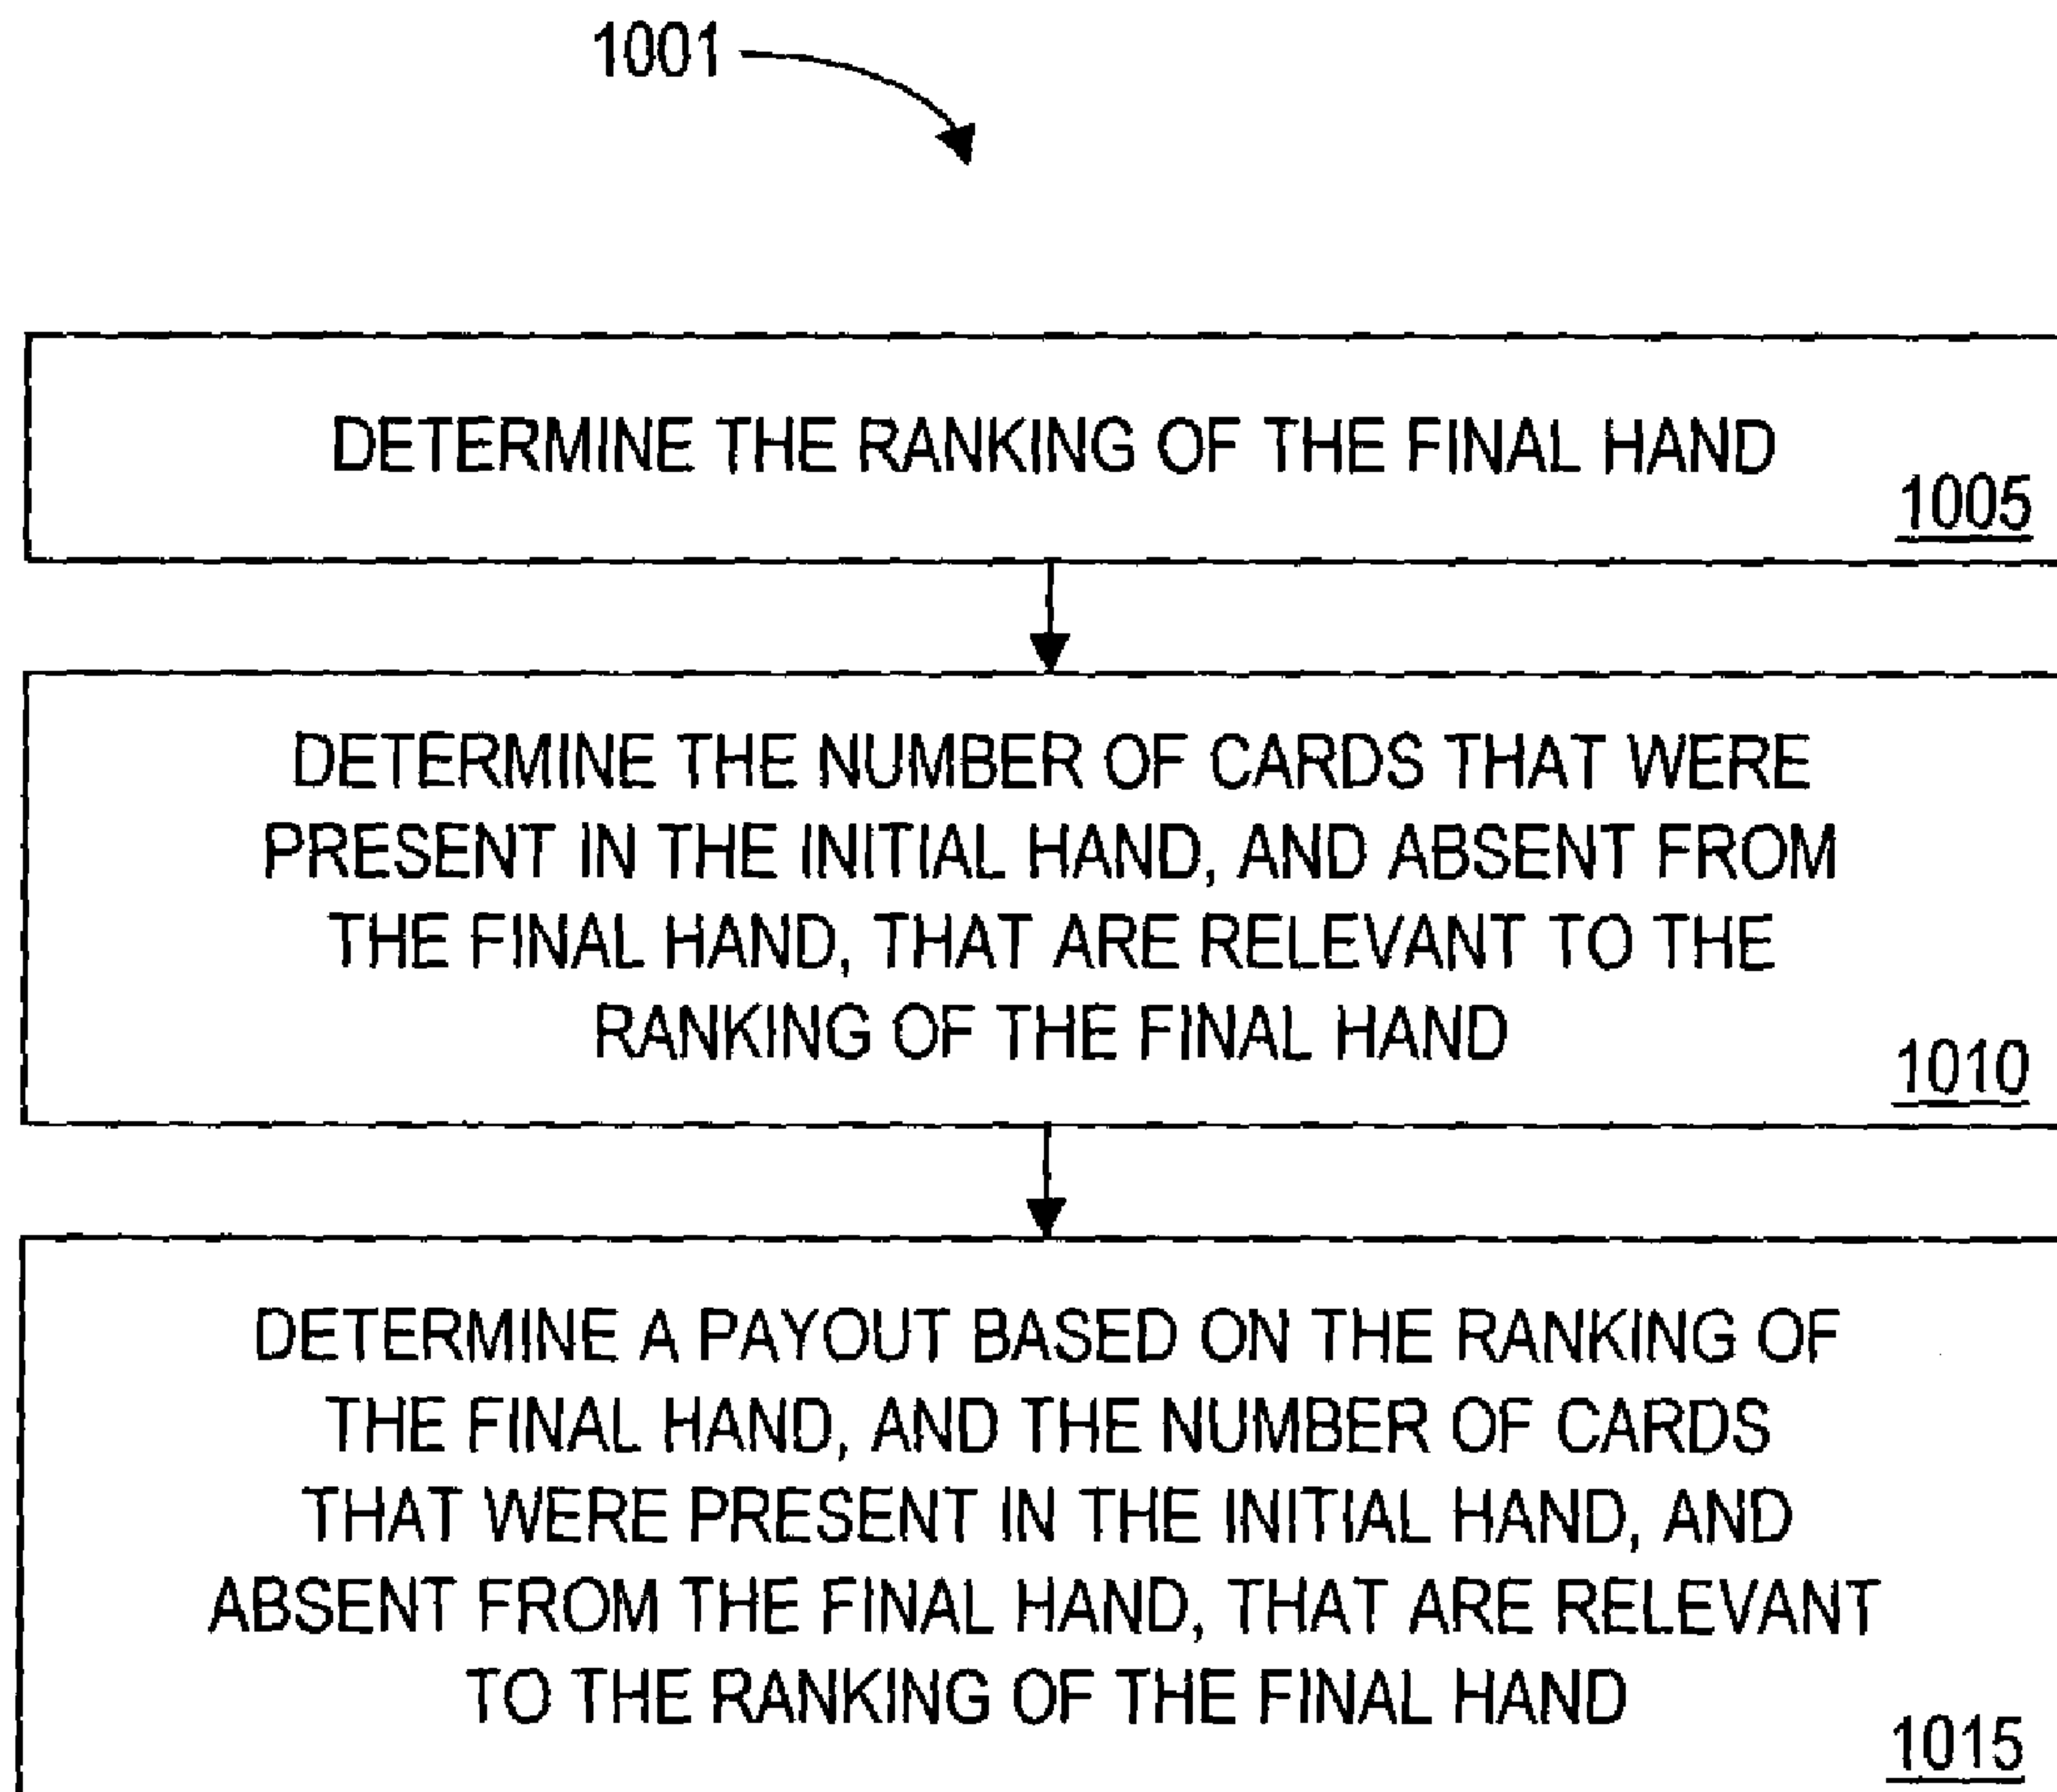 1001
DETERMINE THE RANKING OF THE FINAL HAND
1005
DETERMINE THE NUMBER OF CARDS THAT WERE
PRESENT IN THE INITIAL HAND, AND ABSENT FROM
THE FINAL HAND, THAT ARE RELEVANT TO THE
RANKING OF THE FINAL HAND
1010
DETERMINE A PAYOUT BASED ON THE RANKING OF
THE FINAL HAND, AND THE NUMBER OF CARDS
THAT WERE PRESENT IN THE INITIAL HAND, AND
ABSENT FROM THE FINAL HAND, THAT ARE RELEVANT
TO THE RANKING OF THE FINAL HAND
1015